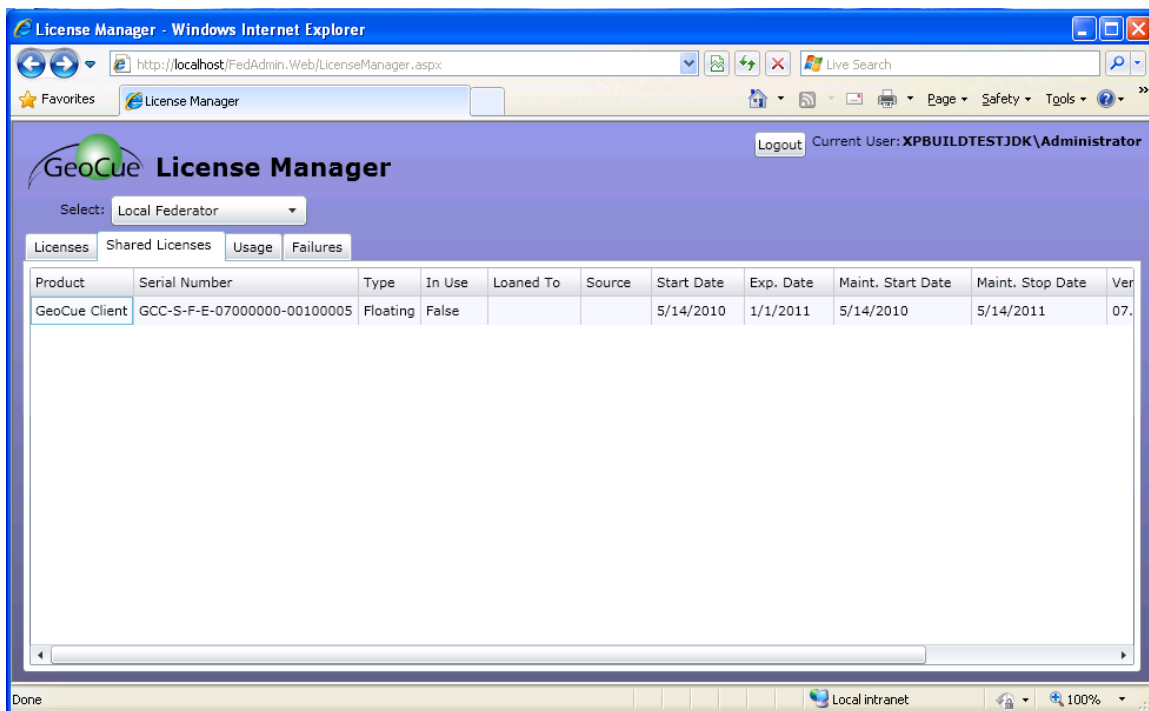 License Manager - Windows Internet Explorer
http://localhost/FedAdmin.Web/LicenseManager.aspx
Live Search
Favorites License Manager Page Safety Tools »
Logout Current User: XPBUILDTESTJDK\Administrator
GeoCue License Manager
Select: Local Federator
Licenses Shared Licenses Usage Failures
Product Serial Number Type In Use Loaned To Source Start Date Exp. Date Maint. Start Date Maint. Stop Date Ver
GeoCue Client GCC-S-F-E-07000000-00100005 Floating False 5/14/2010 1/1/2011 5/14/2010 5/14/2011 07.
Done Local intranet 100%